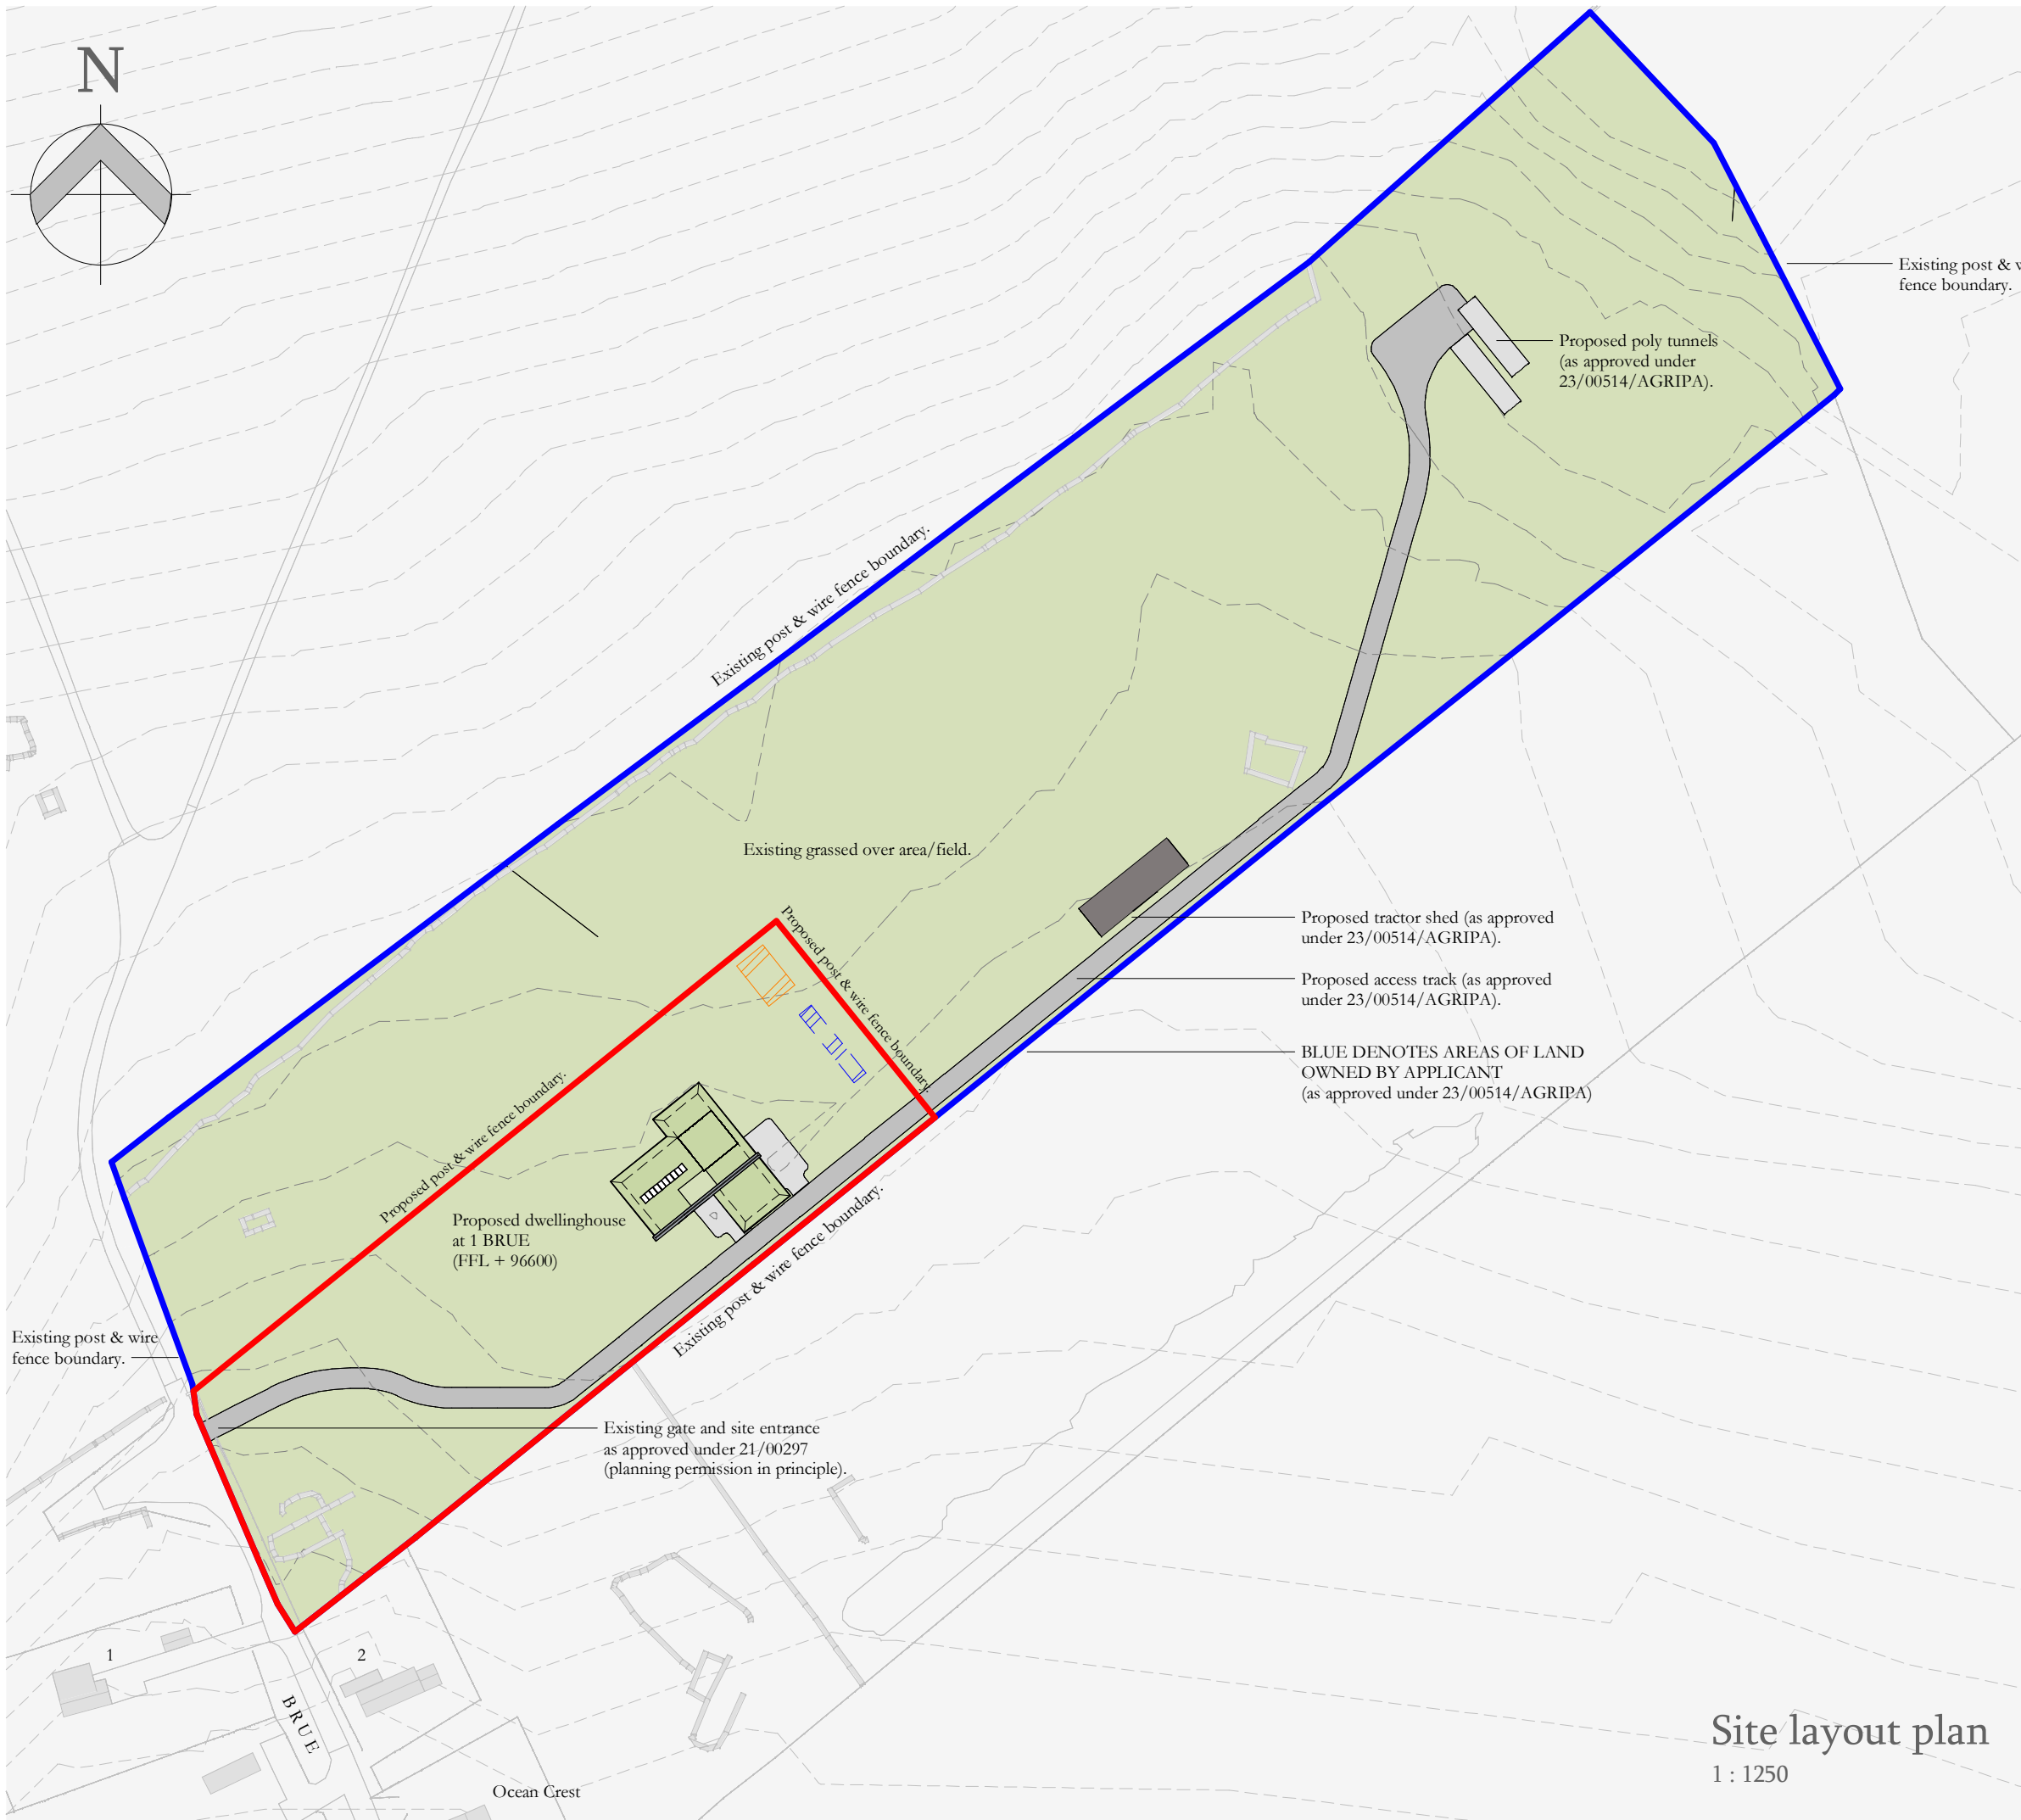 N
Existing post & w
fence boundary.
Proposed poly tunnels
(as approved under
23/00514/AGRIPA).
Existing post & wire fence boundary.
Existing grassed over area/field.
Proposed post & wire fence boundary.
Proposed tractor shed (as approved
under 23/00514/AGRIPA).
Proposed access track (as approved
under 23/00514/AGRIPA).
BLUE DENOTES AREAS OF LAND
OWNED BY APPLICANT
(as approved under 23/00514/AGRIPA)
Proposed post & wire fence boundary.
Proposed dwellinghouse
at 1 BRUE
(FFL + 96600)
Existing post & wire fence boundary.
Existing post & wire
fence boundary.
Existing gate and site entrance
as approved under 21/00297
(planning permission in principle).
1
2
BRUE
Ocean Crest
Site layout plan
1 : 1250